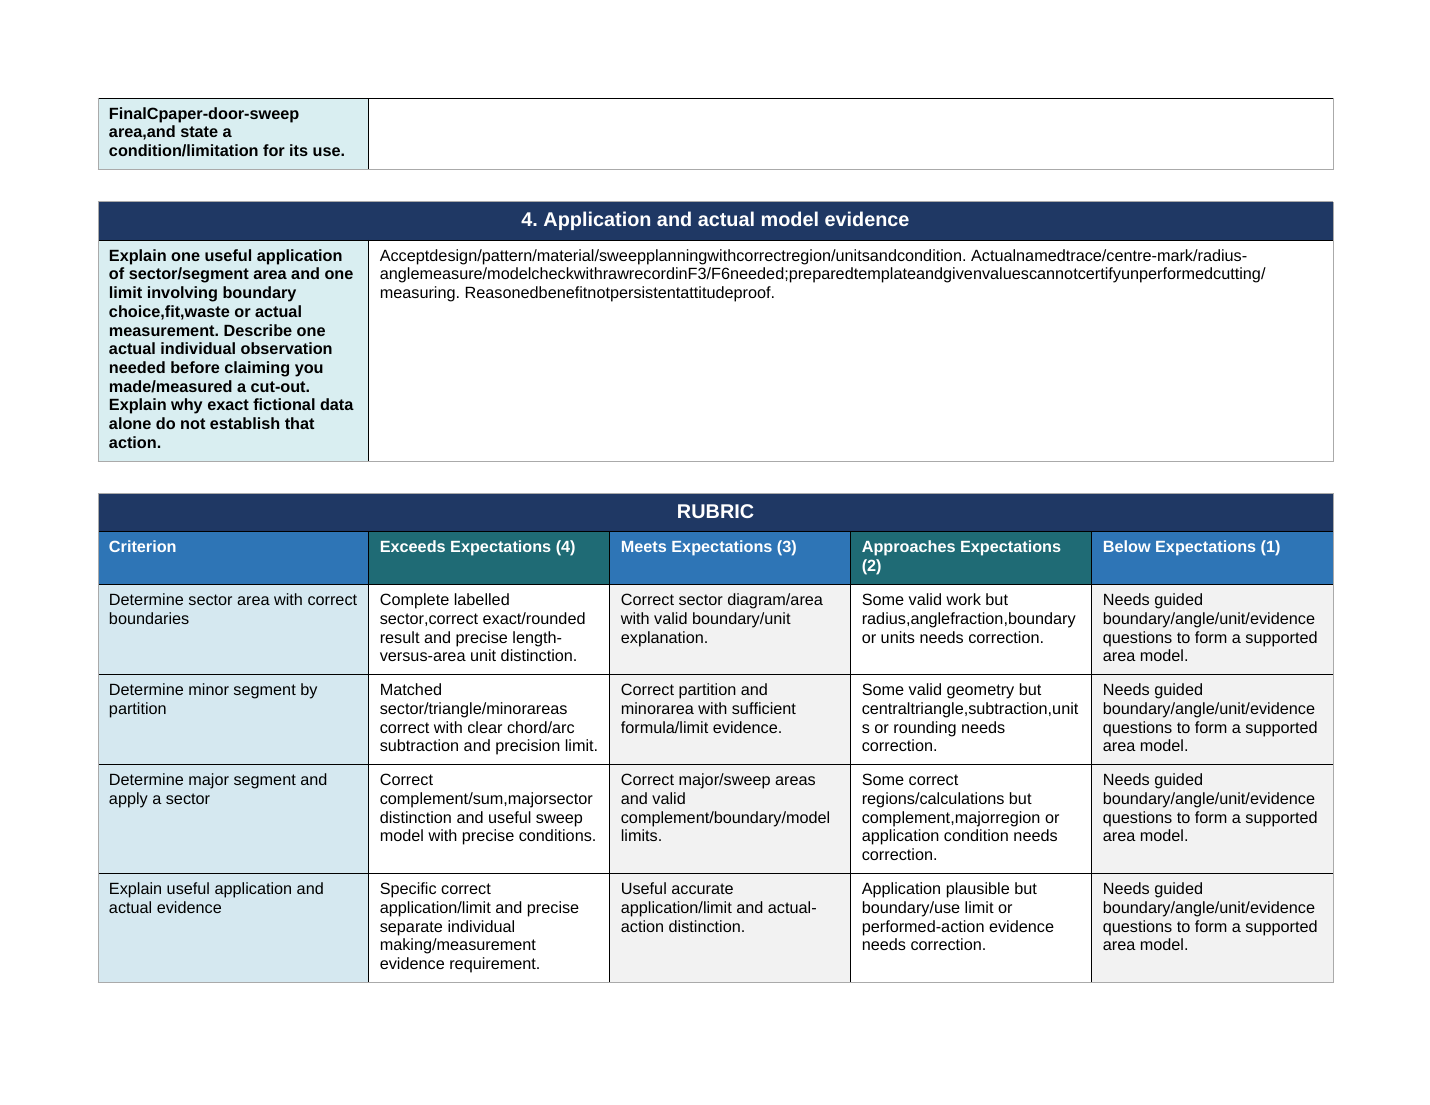 FinalCpaper-door-sweep
area,and state a
condition/limitation for its use.
4. Application and actual model evidence
Explain one useful application
of sector/segment area and one
limit involving boundary
choice,fit,waste or actual
measurement. Describe one
actual individual observation
needed before claiming you
made/measured a cut-out.
Explain why exact fictional data
alone do not establish that
action.
Acceptdesign/pattern/material/sweepplanningwithcorrectregion/unitsandcondition. Actualnamedtrace/centre-mark/radius-
anglemeasure/modelcheckwithrawrecordinF3/F6needed;preparedtemplateandgivenvaluescannotcertifyunperformedcutting/
measuring. Reasonedbenefitnotpersistentattitudeproof.
RUBRIC
Criterion
Exceeds Expectations (4)
Meets Expectations (3)
Approaches Expectations
(2)
Below Expectations (1)
Determine sector area with correct
boundaries
Complete labelled
sector,correct exact/rounded
result and precise length-
versus-area unit distinction.
Correct sector diagram/area
with valid boundary/unit
explanation.
Some valid work but
radius,anglefraction,boundary
or units needs correction.
Needs guided
boundary/angle/unit/evidence
questions to form a supported
area model.
Determine minor segment by
partition
Matched
sector/triangle/minorareas
correct with clear chord/arc
subtraction and precision limit.
Correct partition and
minorarea with sufficient
formula/limit evidence.
Some valid geometry but
centraltriangle,subtraction,unit
s or rounding needs
correction.
Needs guided
boundary/angle/unit/evidence
questions to form a supported
area model.
Determine major segment and
apply a sector
Correct
complement/sum,majorsector
distinction and useful sweep
model with precise conditions.
Correct major/sweep areas
and valid
complement/boundary/model
limits.
Some correct
regions/calculations but
complement,majorregion or
application condition needs
correction.
Needs guided
boundary/angle/unit/evidence
questions to form a supported
area model.
Explain useful application and
actual evidence
Specific correct
application/limit and precise
separate individual
making/measurement
evidence requirement.
Useful accurate
application/limit and actual-
action distinction.
Application plausible but
boundary/use limit or
performed-action evidence
needs correction.
Needs guided
boundary/angle/unit/evidence
questions to form a supported
area model.